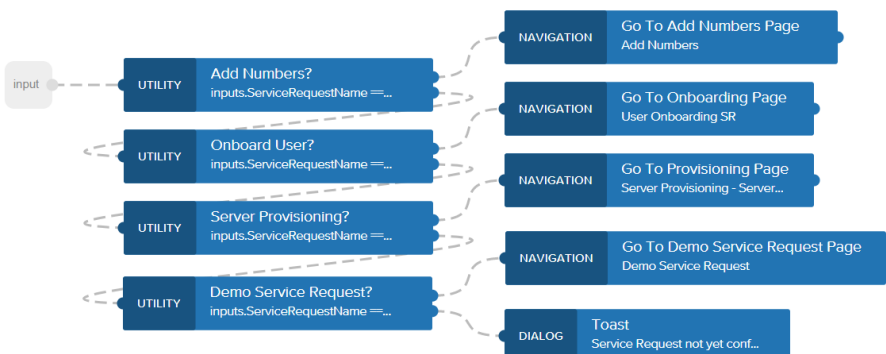 input
UTILITY
Add Numbers?
inputs.ServiceRequestName ==...
NAVIGATION
Go To Add Numbers Page
Add Numbers
UTILITY
Onboard User?
inputs.ServiceRequestName ==...
NAVIGATION
Go To Onboarding Page
User Onboarding SR
UTILITY
Server Provisioning?
inputs.ServiceRequestName ==...
NAVIGATION
Go To Provisioning Page
Server Provisioning - Server...
UTILITY
Demo Service Request?
inputs.ServiceRequestName ==...
NAVIGATION
Go To Demo Service Request Page
Demo Service Request
DIALOG
Toast
Service Request not yet conf...